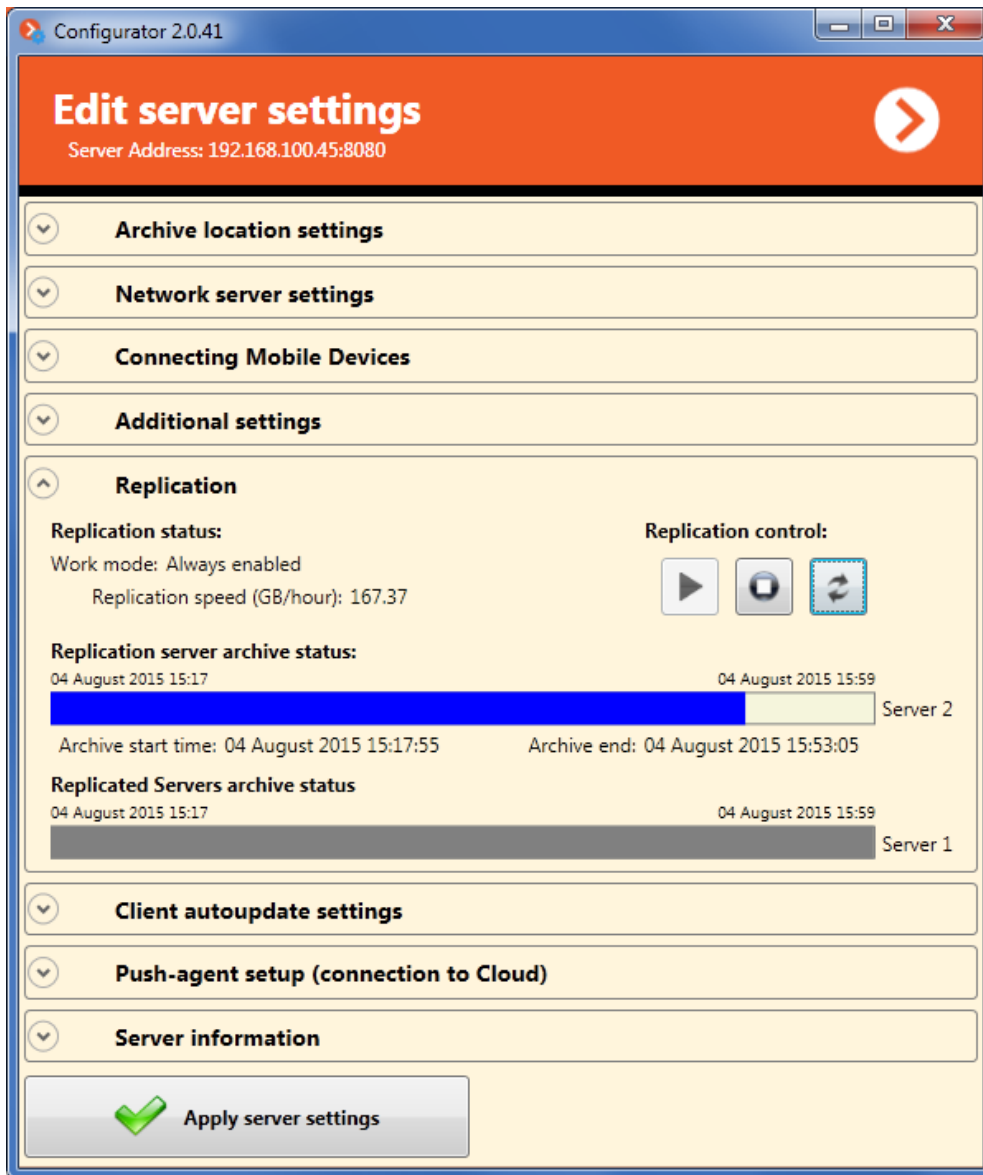 Configurator 2.0.41
Edit server settings
Server Address: 192.168.100.45:8080
Archive location settings
Network server settings
Connecting Mobile Devices
Additional settings
Replication
Replication status: Replication control:
Work mode: Always enabled
Replication speed (GB/hour): 167.37
Replication server archive status:
04 August 2015 15:17 04 August 2015 15:59
Server 2
Archive start time: 04 August 2015 15:17:55 Archive end: 04 August 2015 15:53:05
Replicated Servers archive status
04 August 2015 15:17 04 August 2015 15:59
Server 1
Client autoupdate settings
Push-agent setup (connection to Cloud)
Server information
Apply server settings